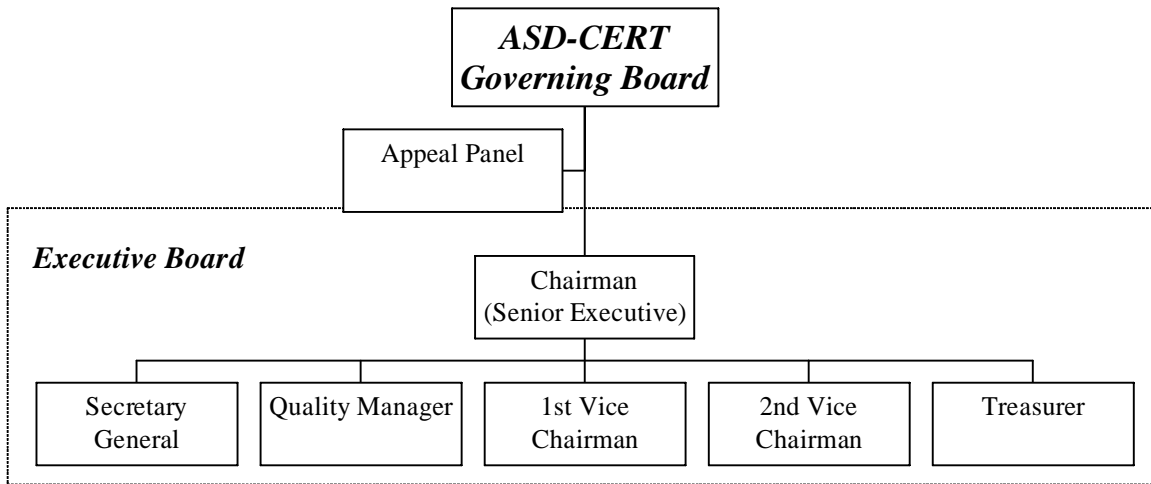 ASD-CERT
Governing Board
Appeal Panel
Executive Board
Chairman
(Senior Executive)
Secretary
General
Quality Manager
1st Vice
Chairman
2nd Vice
Chairman
Treasurer